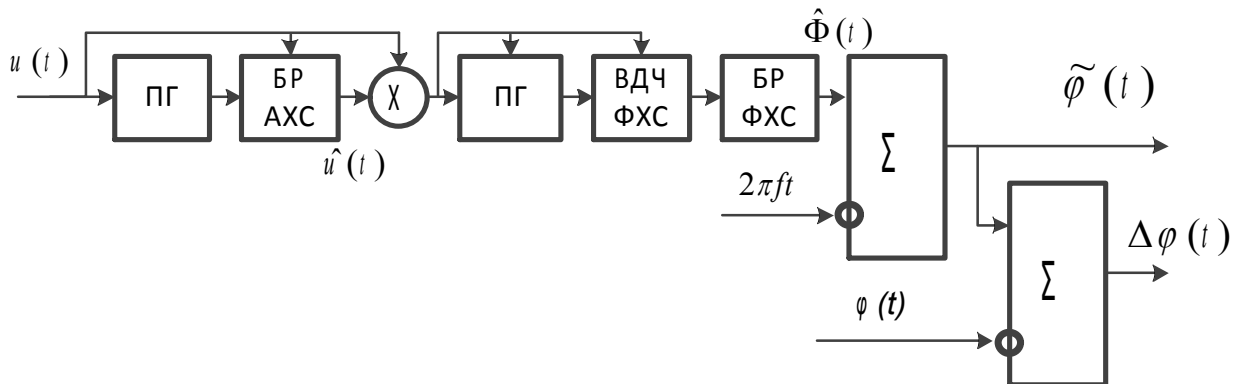 u (t)
ПГ
БР
АХС
û (t)
X
ПГ
ВДЧ
ФХС
БР
ФХС
Φ̂ (t)
Σ
2πft
φ̃ (t)
φ (t)
Σ
Δφ (t)